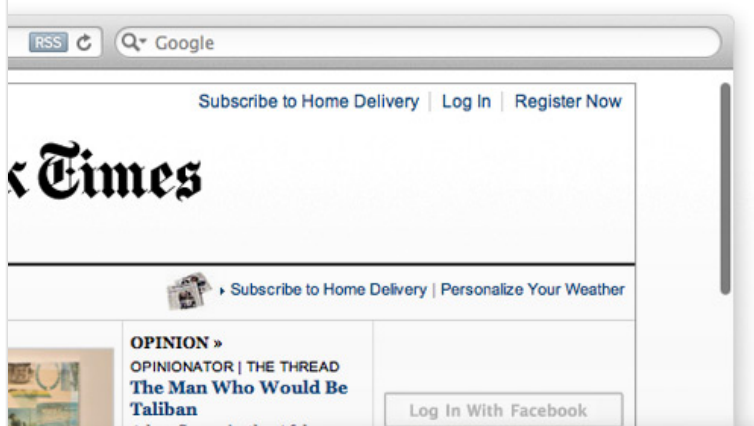 RSS Google
Subscribe to Home Delivery | Log In | Register Now
k Times
Subscribe to Home Delivery | Personalize Your Weather
OPINION »
OPINIONATOR | THE THREAD
The Man Who Would Be
Taliban
Log In With Facebook